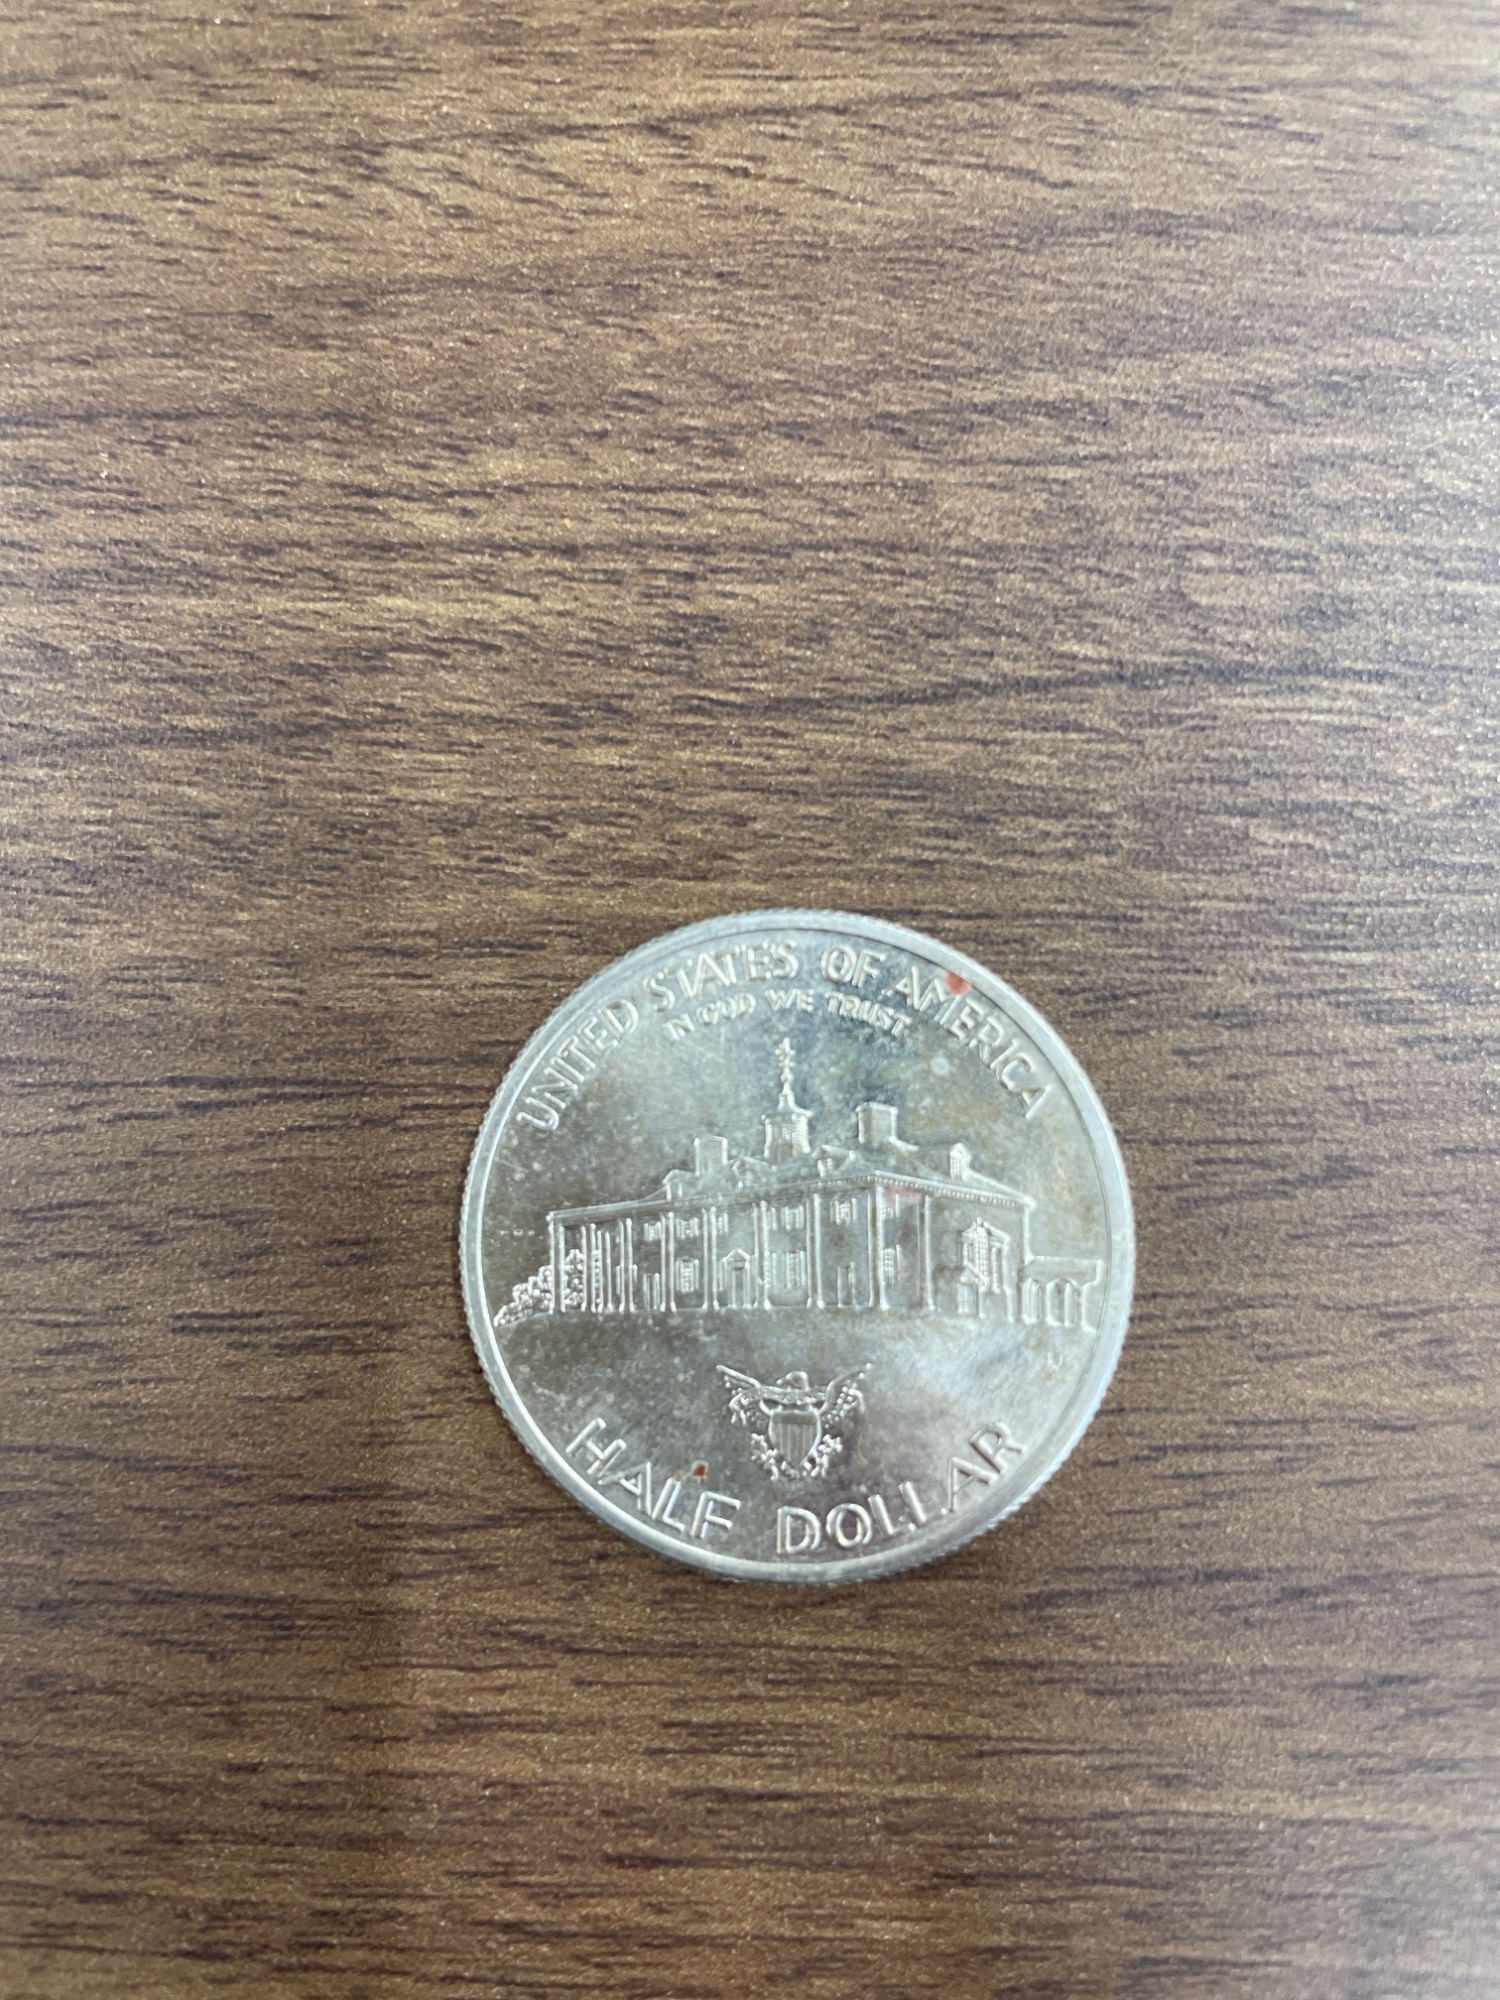 UNITED STATES OF AMERICA
IN GOD WE TRUST
HALF DOLLAR